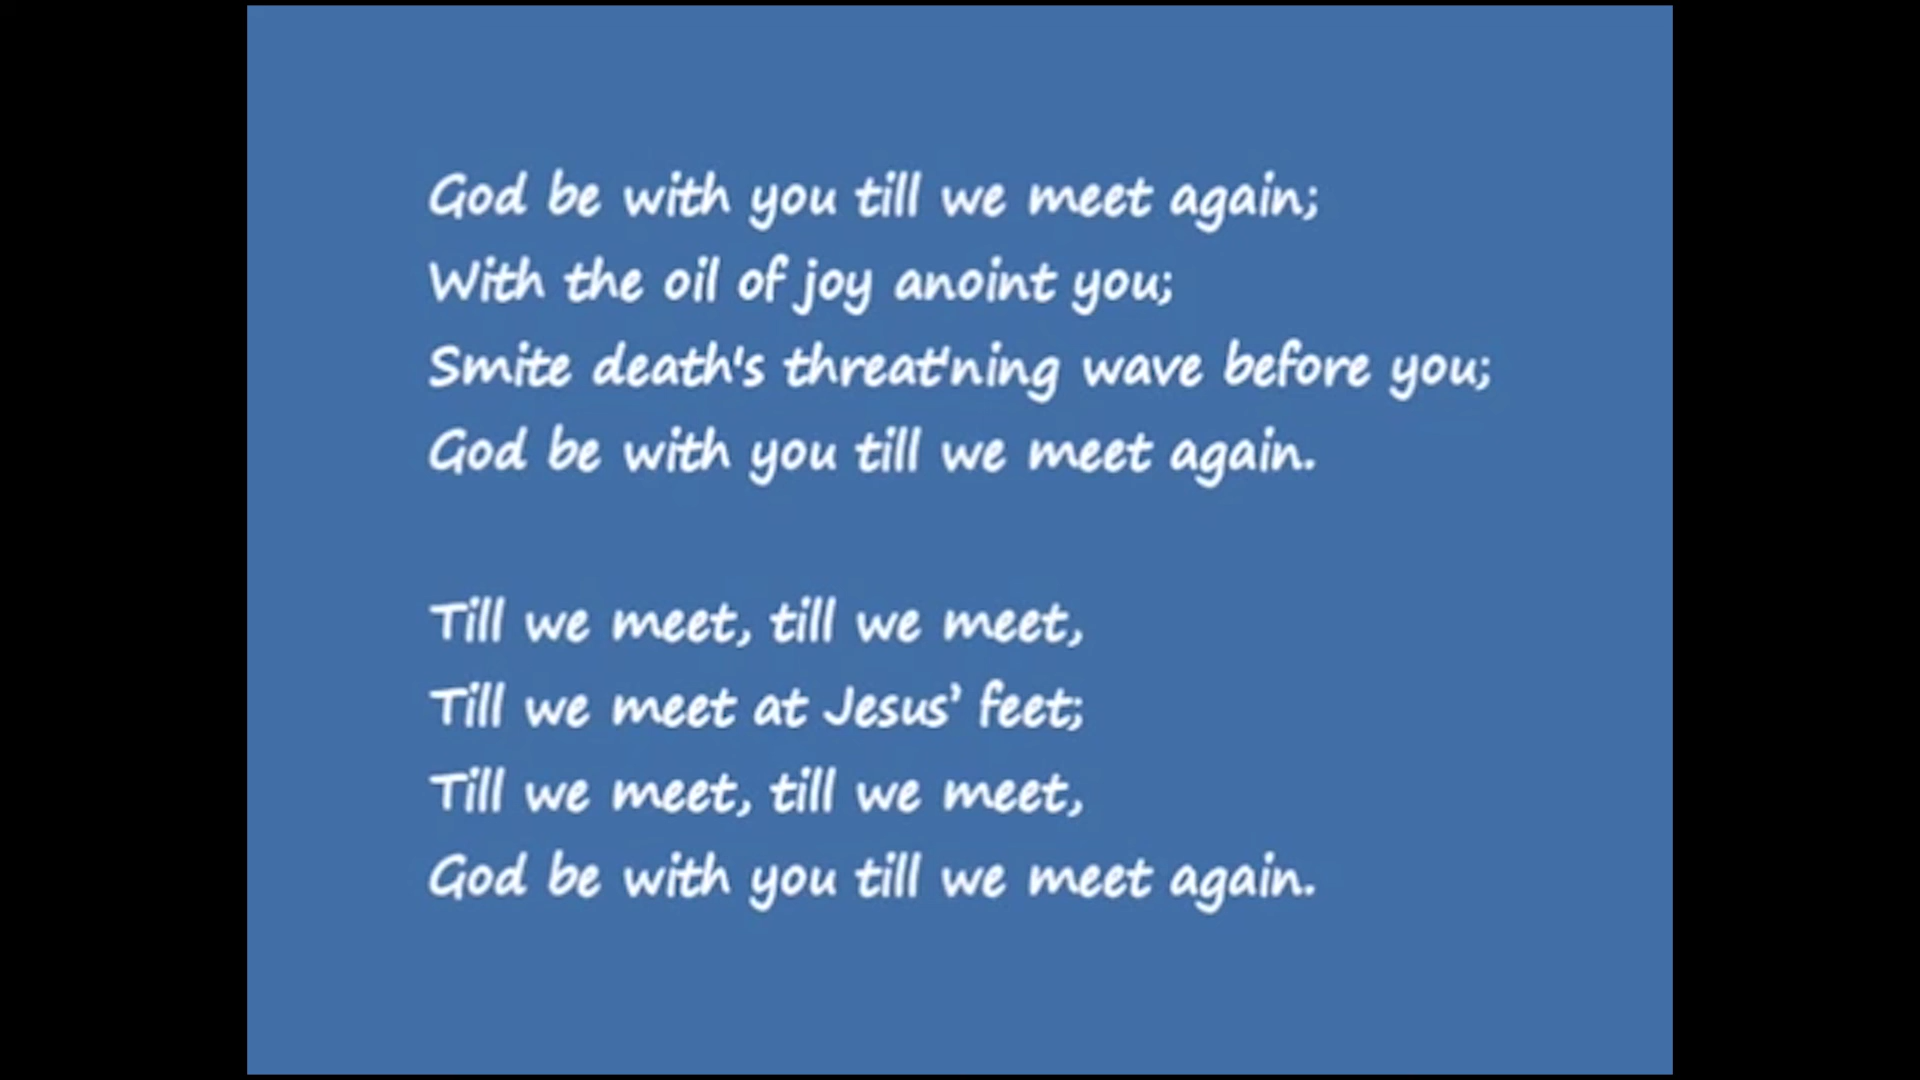 God be with you till we meet again;
With the oil of joy anoint you;
Smite death's threat'ning wave before you;
God be with you till we meet again.
Till we meet, till we meet,
Till we meet at Jesus’ feet;
Till we meet, till we meet,
God be with you till we meet again.